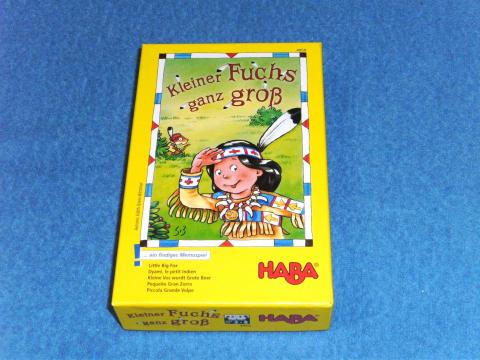 Kleiner Fuchs
ganz groß
... ein findiges Memospiel
Little Big Fox
Dyami, le petit indien
Kleine Vos wordt Grote Beer
Pequeño Gran Zorro
Piccola Grande Volpe
HABA®
Kleiner Fuchs
ganz groß
HABA®